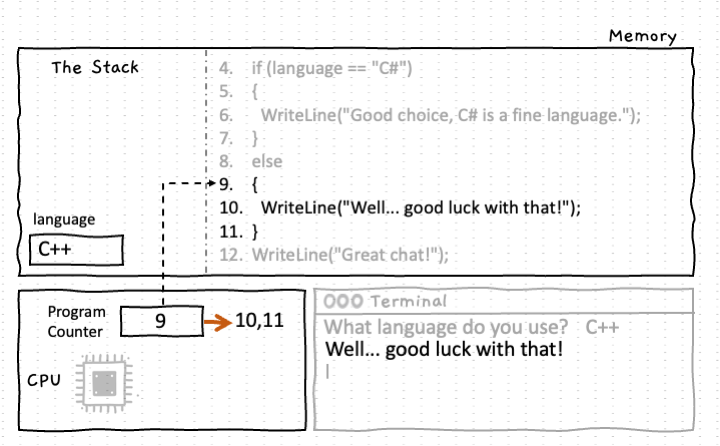 Memory
The Stack
4. if (language == "C#")
5. {
6. WriteLine("Good choice, C# is a fine language.");
7. }
8. else
9. {
10. WriteLine("Well... good luck with that!");
11. }
12. WriteLine("Great chat!");
language
C++
Program
Counter
9
10,11
CPU
Terminal
What language do you use? C++
Well... good luck with that!